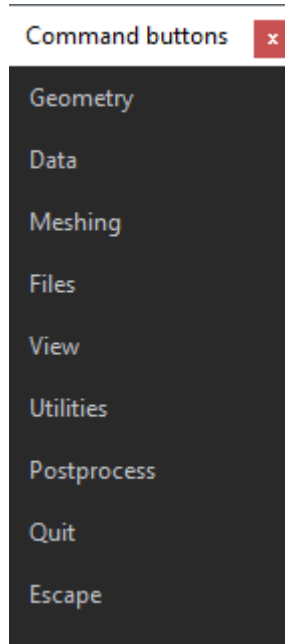 Command buttons x
Geometry
Data
Meshing
Files
View
Utilities
Postprocess
Quit
Escape